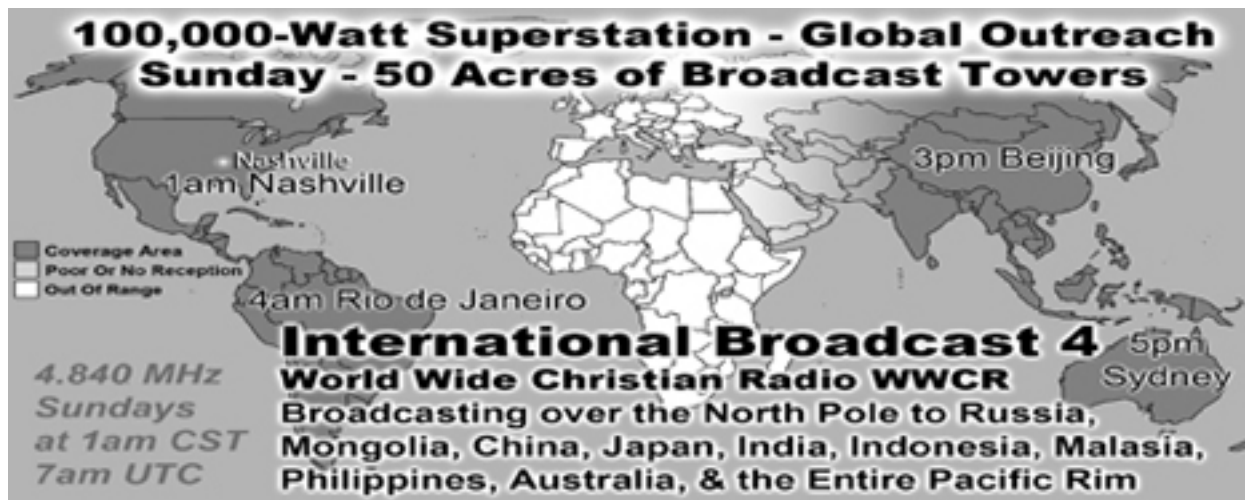 100,000-Watt Superstation - Global Outreach
Sunday - 50 Acres of Broadcast Towers
Nashville
1am Nashville
3pm Beijing
Coverage Area
Poor Or No Reception
Out Of Range
4am Rio de Janeiro
International Broadcast 4
5pm
Sydney
World Wide Christian Radio WWCR
4.840 MHz
Sundays
at 1am CST
7am UTC
Broadcasting over the North Pole to Russia,
Mongolia, China, Japan, India, Indonesia, Malasia,
Philippines, Australia, & the Entire Pacific Rim